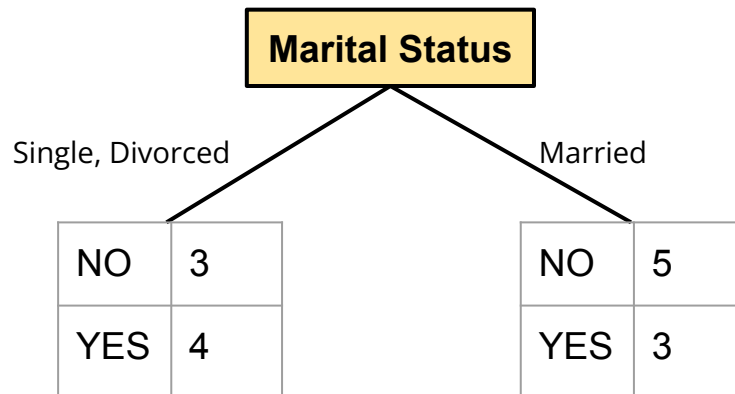 Marital Status
Single, Divorced
Married
NO 3
YES 4
NO 5
YES 3